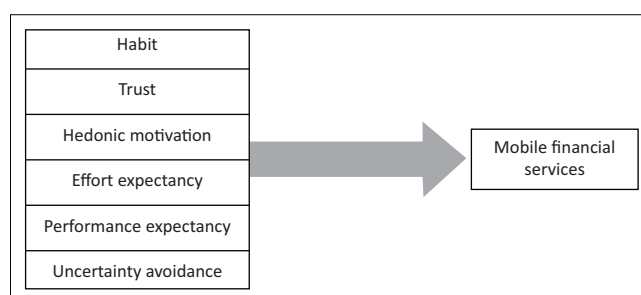 Habit
Trust
Hedonic motivation
Effort expectancy
Performance expectancy
Uncertainty avoidance
Mobile financial
services